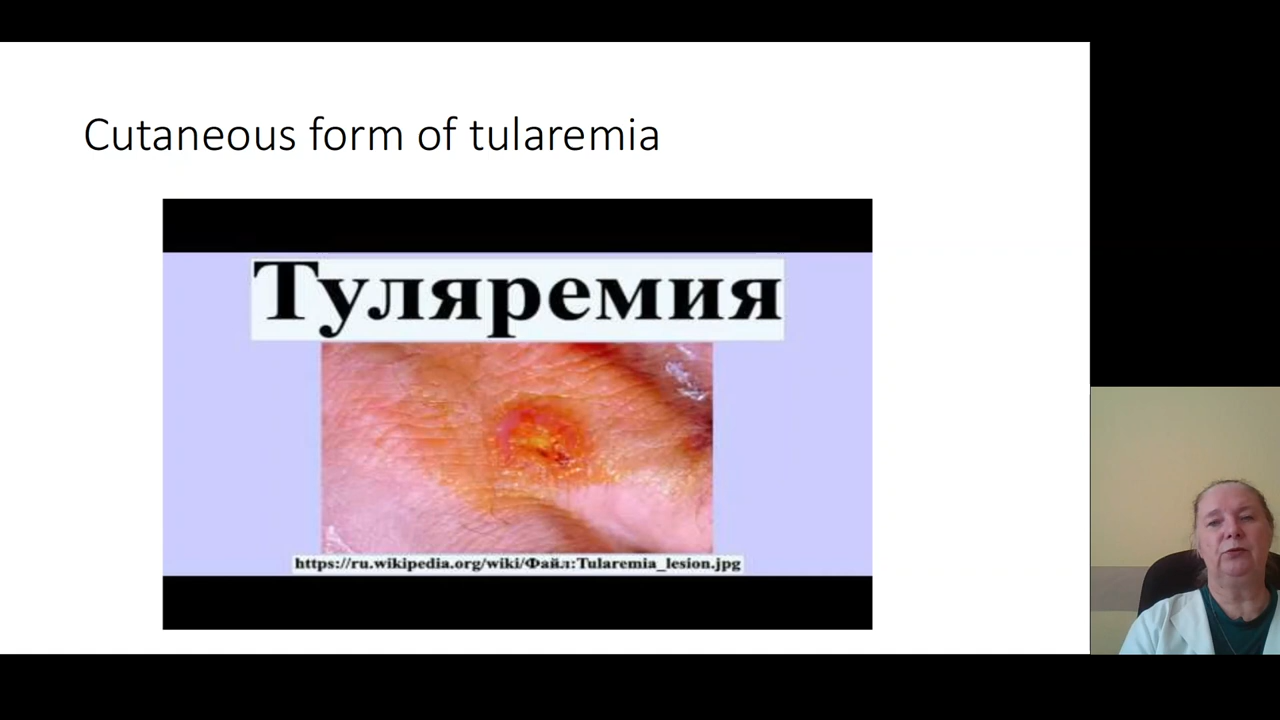 Cutaneous form of tularemia
Туляремия
https://ru.wikipedia.org/wiki/Файл:Tularemia_lesion.jpg